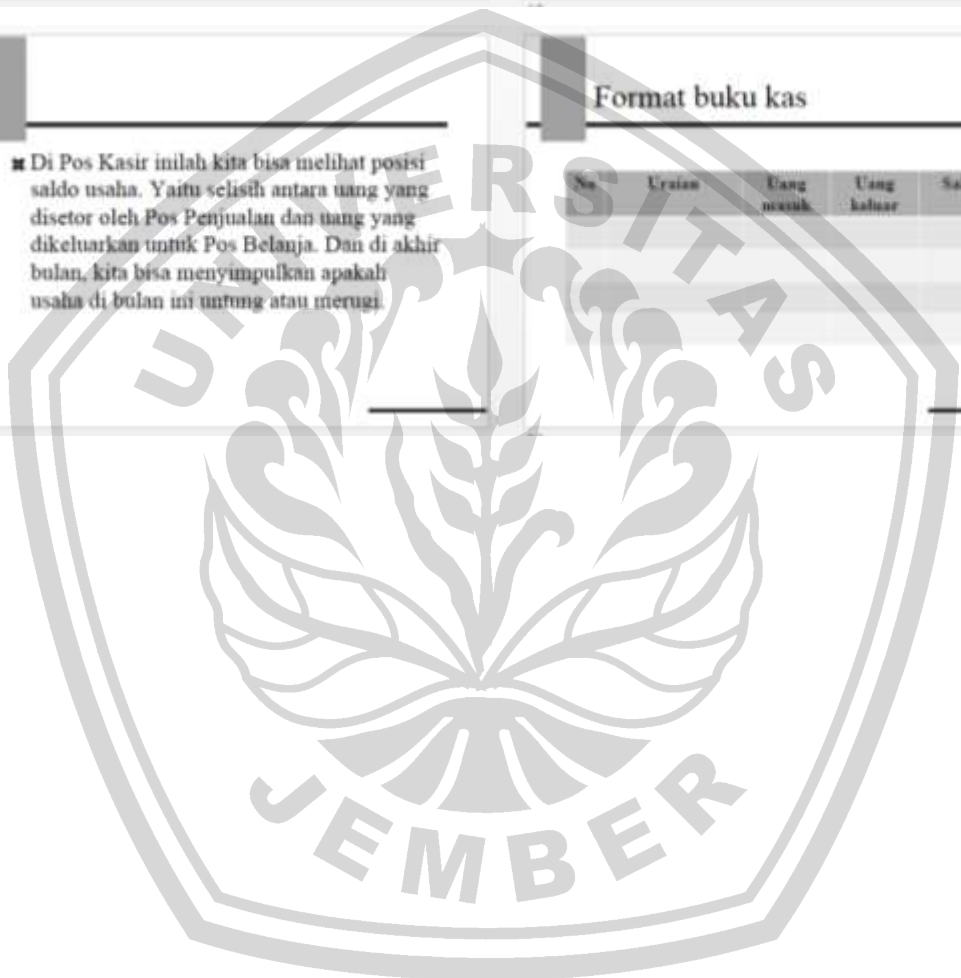 Di Pos Kasir inilah kita bisa melihat posisi
saldo usaha. Yaitu selisih antara uang yang
disetor oleh Pos Penjualan dan uang yang
dikeluarkan untuk Pos Belanja. Dan di akhir
bulan, kita bisa menyimpulkan apakah
usaha di bulan ini untung atau merugi.
Format buku kas
No Uraian Uang masuk Uang keluar Sa
UNIVERSITAS
JEMBER